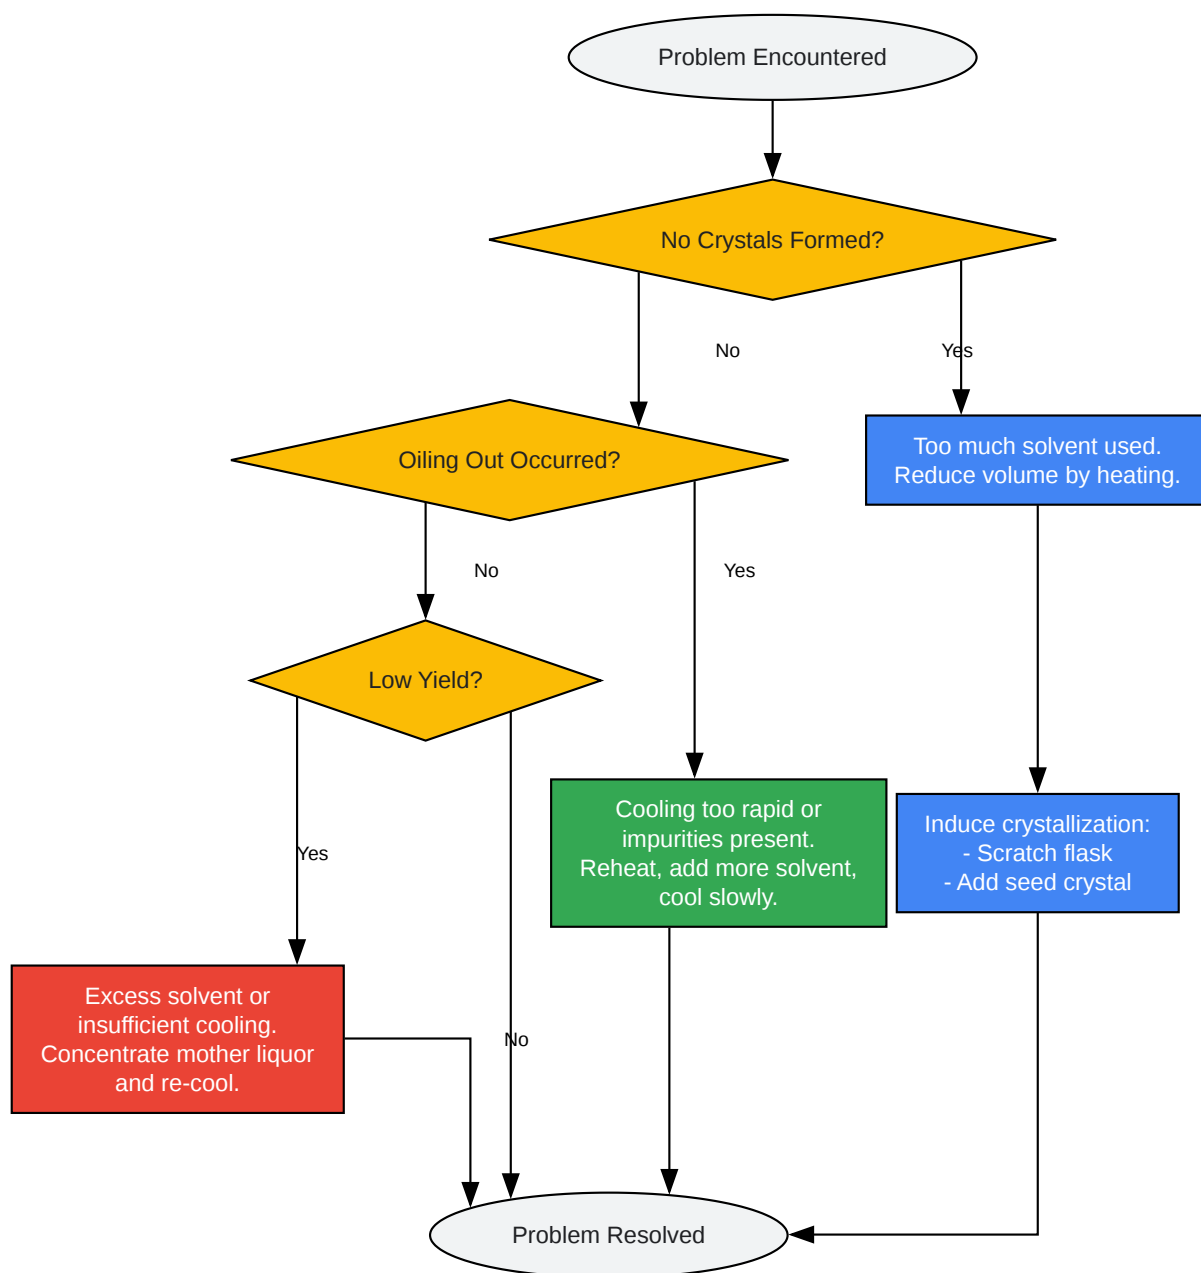 Problem Encountered
No Crystals Formed?
No
Yes
Oiling Out Occurred?
Too much solvent used.
Reduce volume by heating.
No
Yes
Low Yield?
Cooling too rapid or
impurities present.
Reheat, add more solvent,
cool slowly.
Induce crystallization:
- Scratch flask
- Add seed crystal
Yes
Excess solvent or
insufficient cooling.
Concentrate mother liquor
and re-cool.
No
Problem Resolved